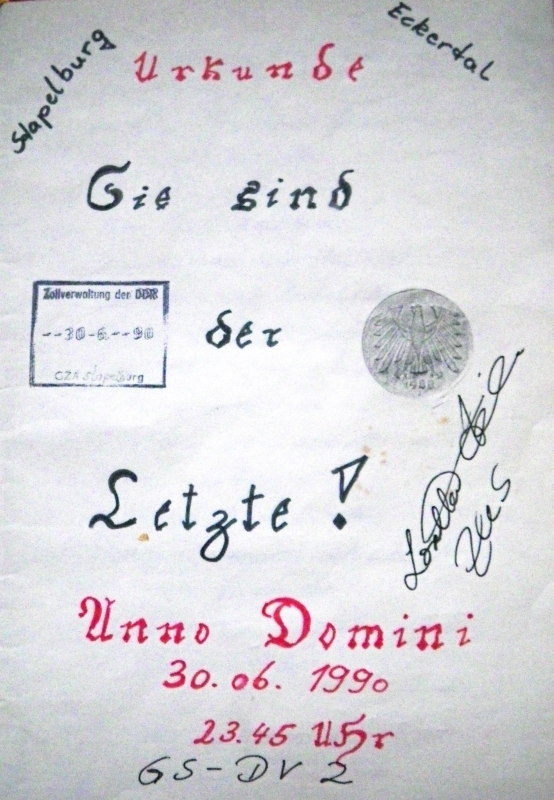 Stapelburg
Eckertal
Urkunde
Sie sind
Zollverwaltung der DDR
--30-6.--90
GZA Stapelburg
der
Letzte!
Anno Domini
30.06. 1990
23.45 Uhr
GS-DV 2